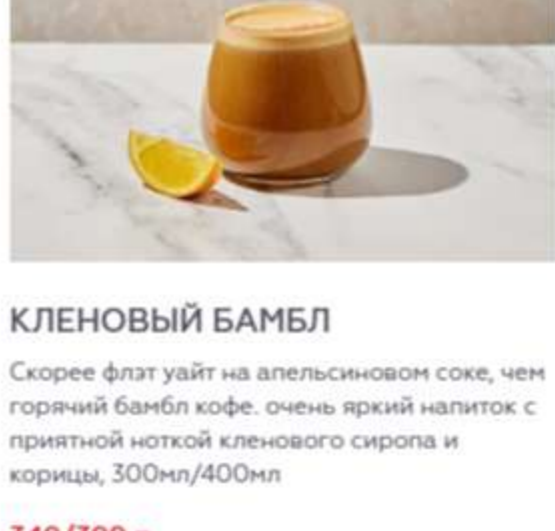 КЛЕНОВЫЙ БАМБЛ
Скорее флэт уайт на апельсиновом соке, чем
горячий бамбл кофе. очень яркий напиток с
приятной ноткой кленового сиропа и
корицы, 300мл/400мл